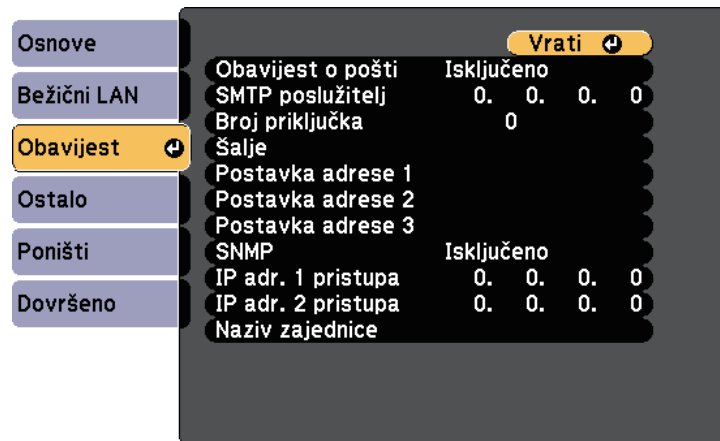 Osnove
Bežični LAN
Obavijest
Ostalo
Poništi
Dovršeno
Vrati
Obavijest o pošti Isključeno
SMTP poslužitelj 0. 0. 0. 0
Broj priključka 0
Šalje
Postavka adrese 1
Postavka adrese 2
Postavka adrese 3
SNMP Isključeno
IP adr. 1 pristupa 0. 0. 0. 0
IP adr. 2 pristupa 0. 0. 0. 0
Naziv zajednice